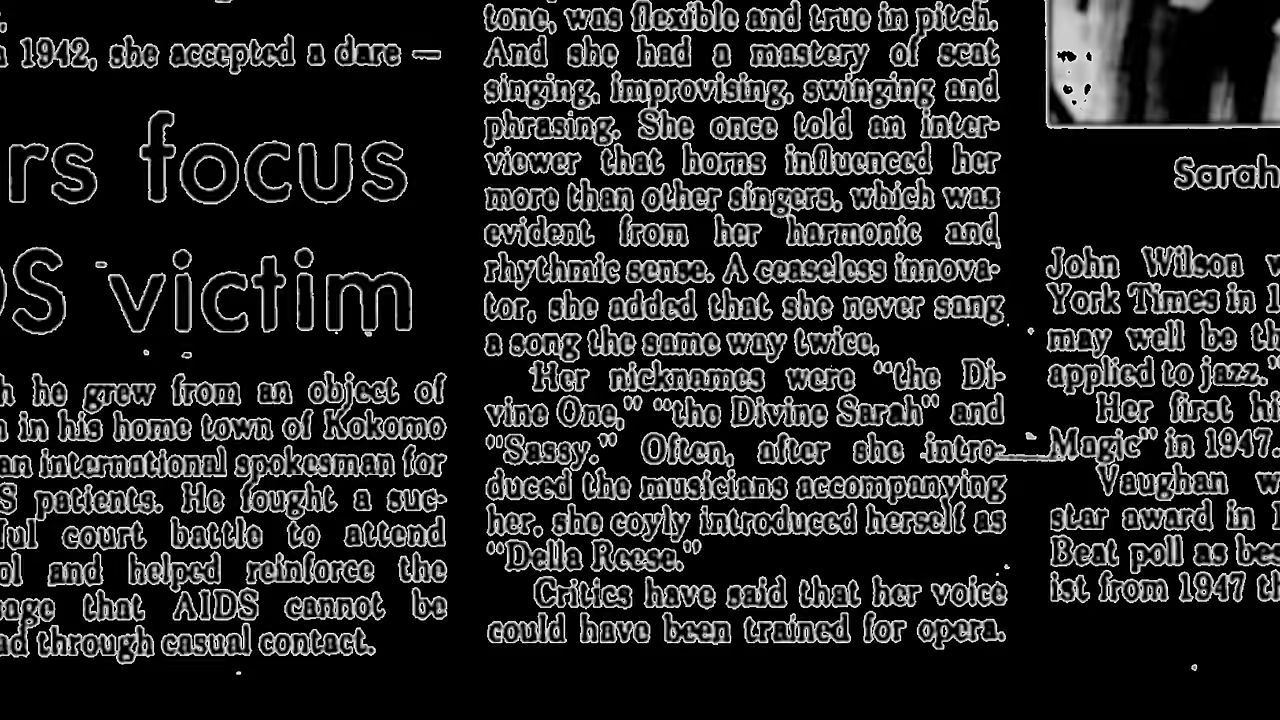 1942, she accepted a dare —
rs focus
S victim
h he grew from an object of
in his home town of Kokomo
an international spokesman for
S patients. He fought a suc-
ful court battle to attend
ol and helped reinforce the
age that AIDS cannot be
ad through casual contact.
tone, was flexible and true in pitch.
And she had a mastery of scat
singing, improvising, swinging and
phrasing. She once told an inter-
viewer that horns influenced her
more than other singers, which was
evident from her harmonic and
rhythmic sense. A ceaseless innova-
tor, she added that she never sang
a song the same way twice.
Her nicknames were “the Di-
vine One,” “the Divine Sarah” and
“Sassy.” Often, after she intro-
duced the musicians accompanying
her, she coyly introduced herself as
“Della Reese.”
Critics have said that her voice
could have been trained for opera.
Sarah
John Wilson w
York Times in 1
may well be th
applied to jazz.”
Her first hi
Magic” in 1947.
Vaughan w
star award in 1
Beat poll as bes
ist from 1947 th